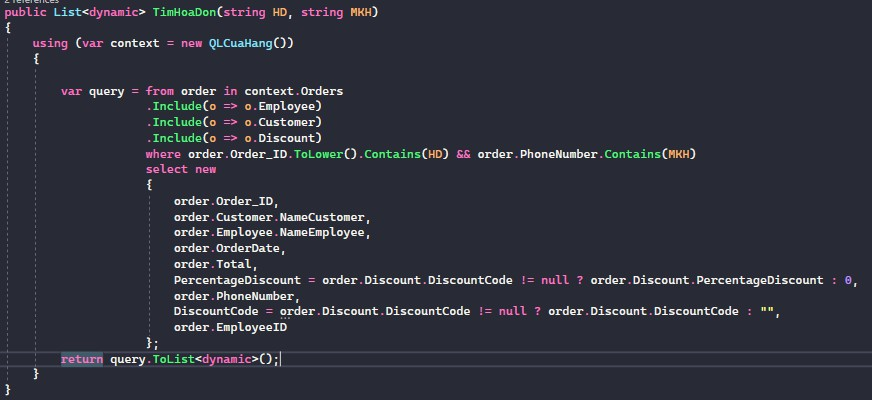 2 references
public List<dynamic> TimHoaDon(string HD, string MKH)
{
using (var context = new QLCuaHang())
{
var query = from order in context.Orders
.Include(o => o.Employee)
.Include(o => o.Customer)
.Include(o => o.Discount)
where order.Order_ID.ToLower().Contains(HD) && order.PhoneNumber.Contains(MKH)
select new
{
order.Order_ID,
order.Customer.NameCustomer,
order.Employee.NameEmployee,
order.OrderDate,
order.Total,
PercentageDiscount = order.Discount.DiscountCode != null ? order.Discount.PercentageDiscount : 0,
order.PhoneNumber,
DiscountCode = order.Discount.DiscountCode != null ? order.Discount.DiscountCode : "",
order.EmployeeID
};
return query.ToList<dynamic>();
}
}